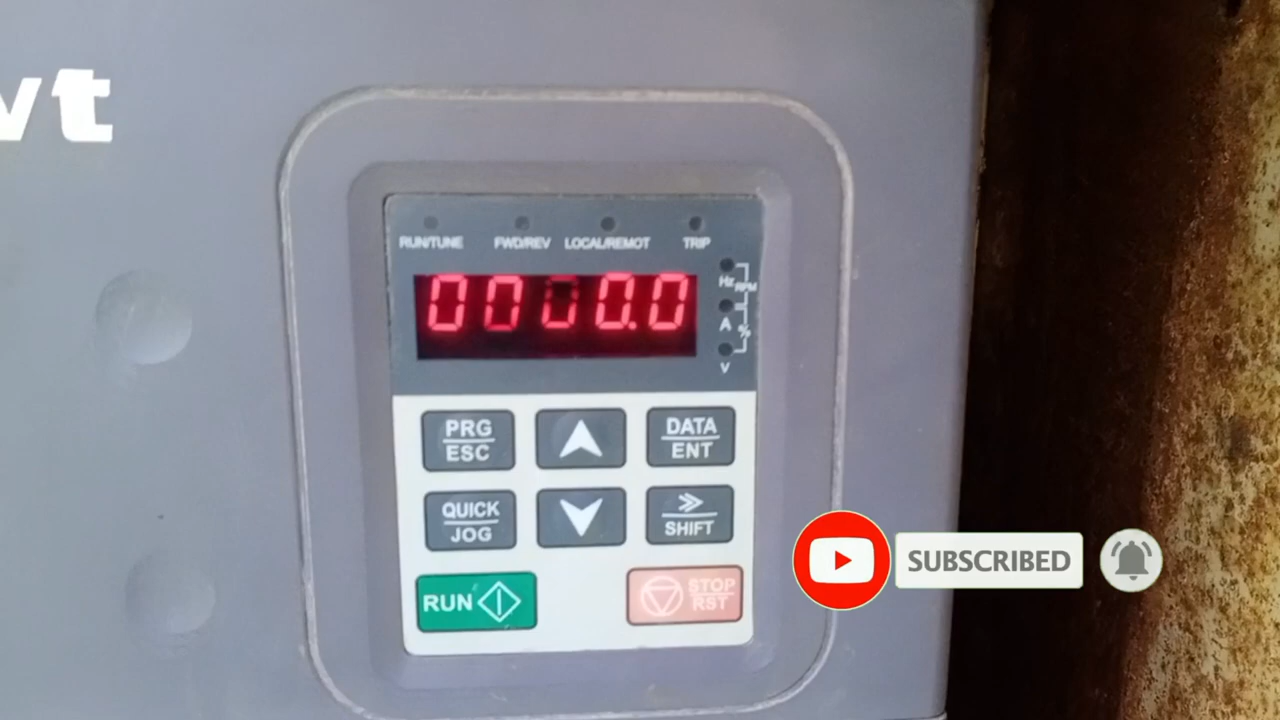 vt
RUN/TUNE FWD/REV LOCAL/REMOT TRIP
Hz
RPM
0000.0
A
%
V
PRG
ESC
DATA
ENT
QUICK
JOG
SHIFT
RUN
STOP
RST
SUBSCRIBED